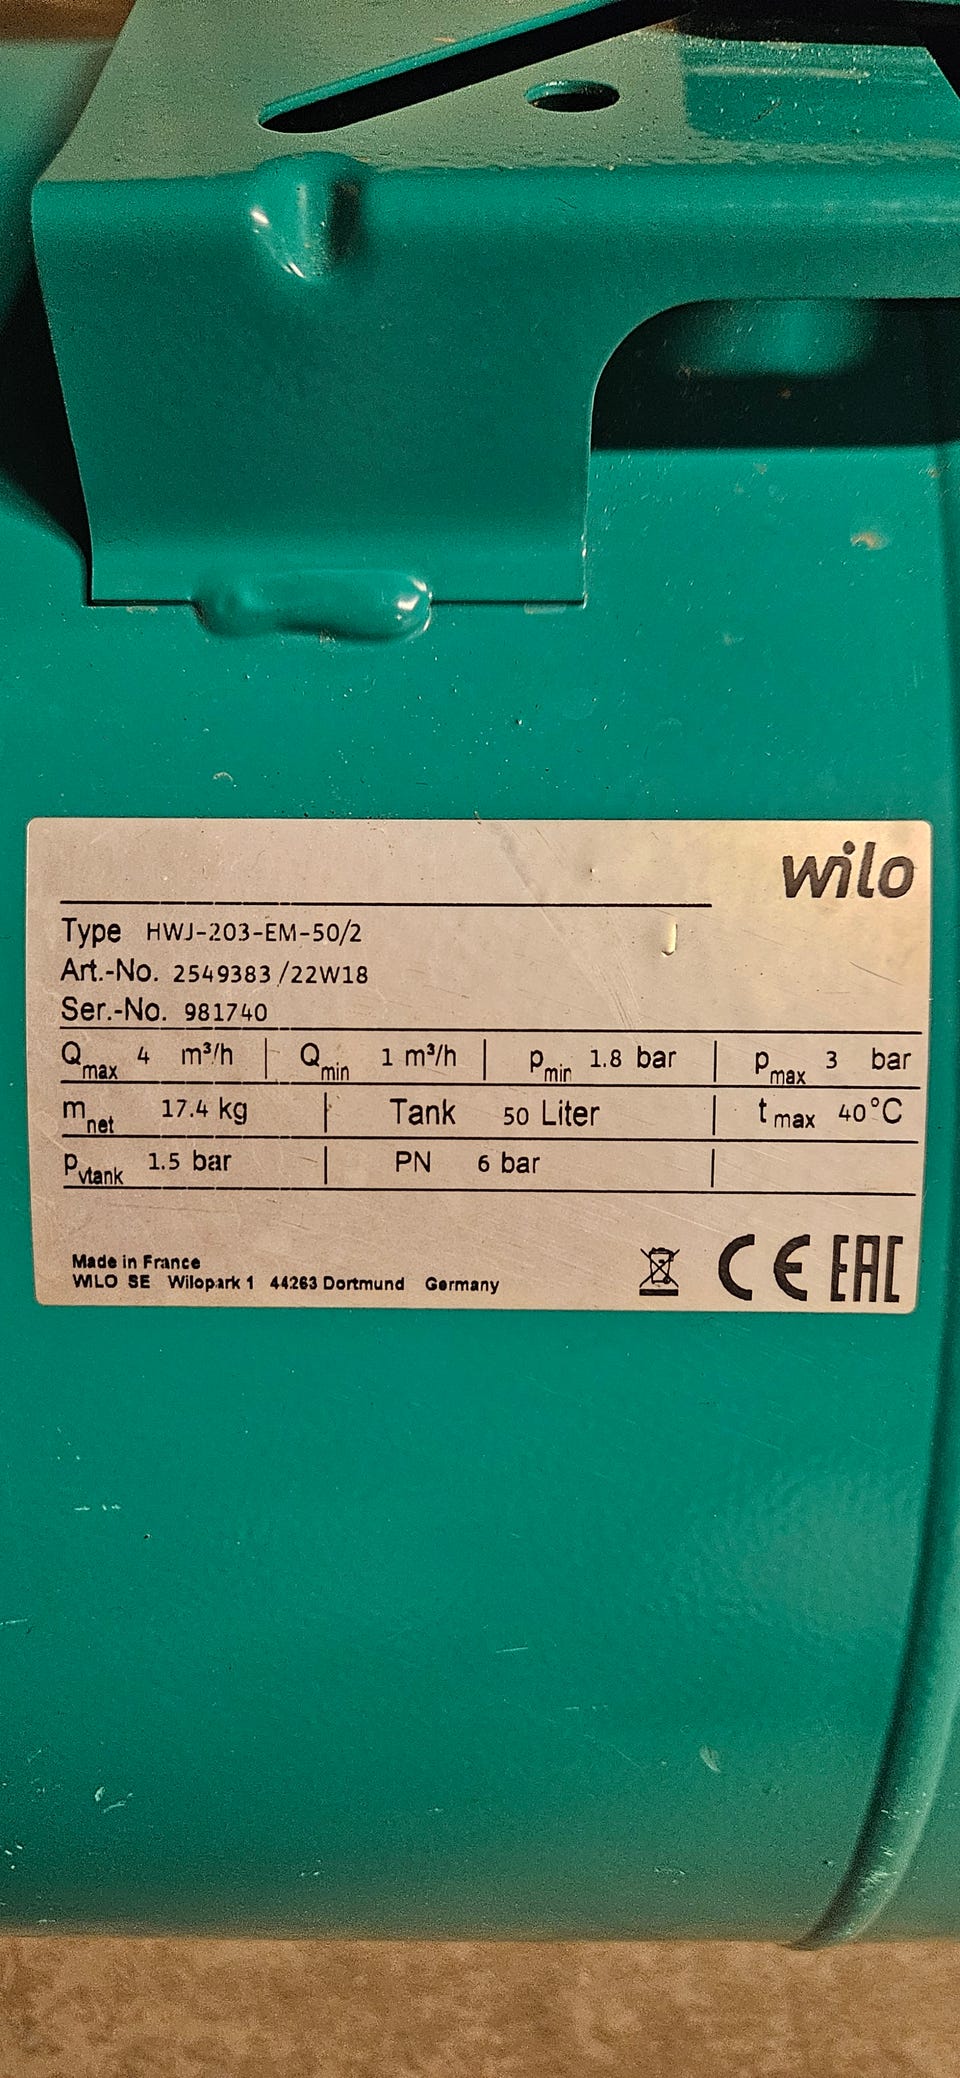 wilo
Type HWJ-203-EM-50/2
Art.-No. 2549383 /22W18
Ser.-No. 981740
Qmax 4 m³/h | Qmin 1 m³/h | pmin 1.8 bar | pmax 3 bar
mnet 17.4 kg | Tank 50 Liter | tmax 40°C
pvtank 1.5 bar | PN 6 bar |
Made in France
WILO SE Wilopark 1 44263 Dortmund Germany
CE EAC